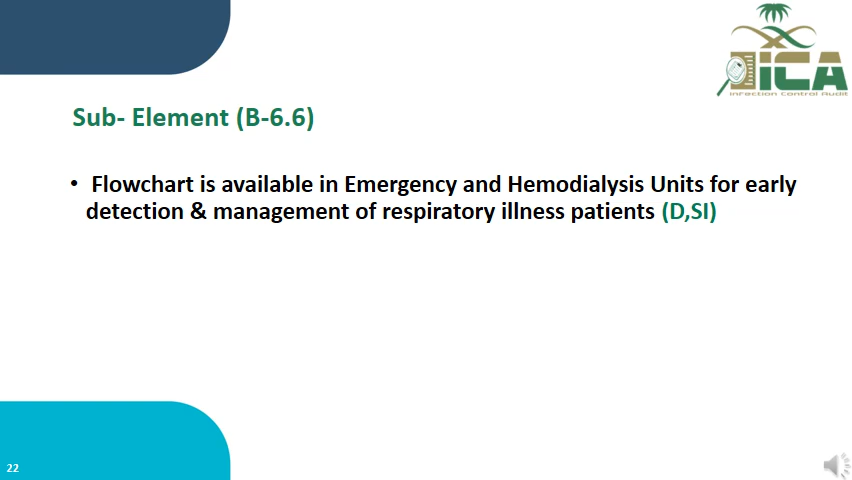 iCA
Infection Control Audit
Sub- Element (B-6.6)
• Flowchart is available in Emergency and Hemodialysis Units for early
detection & management of respiratory illness patients (D,SI)
22